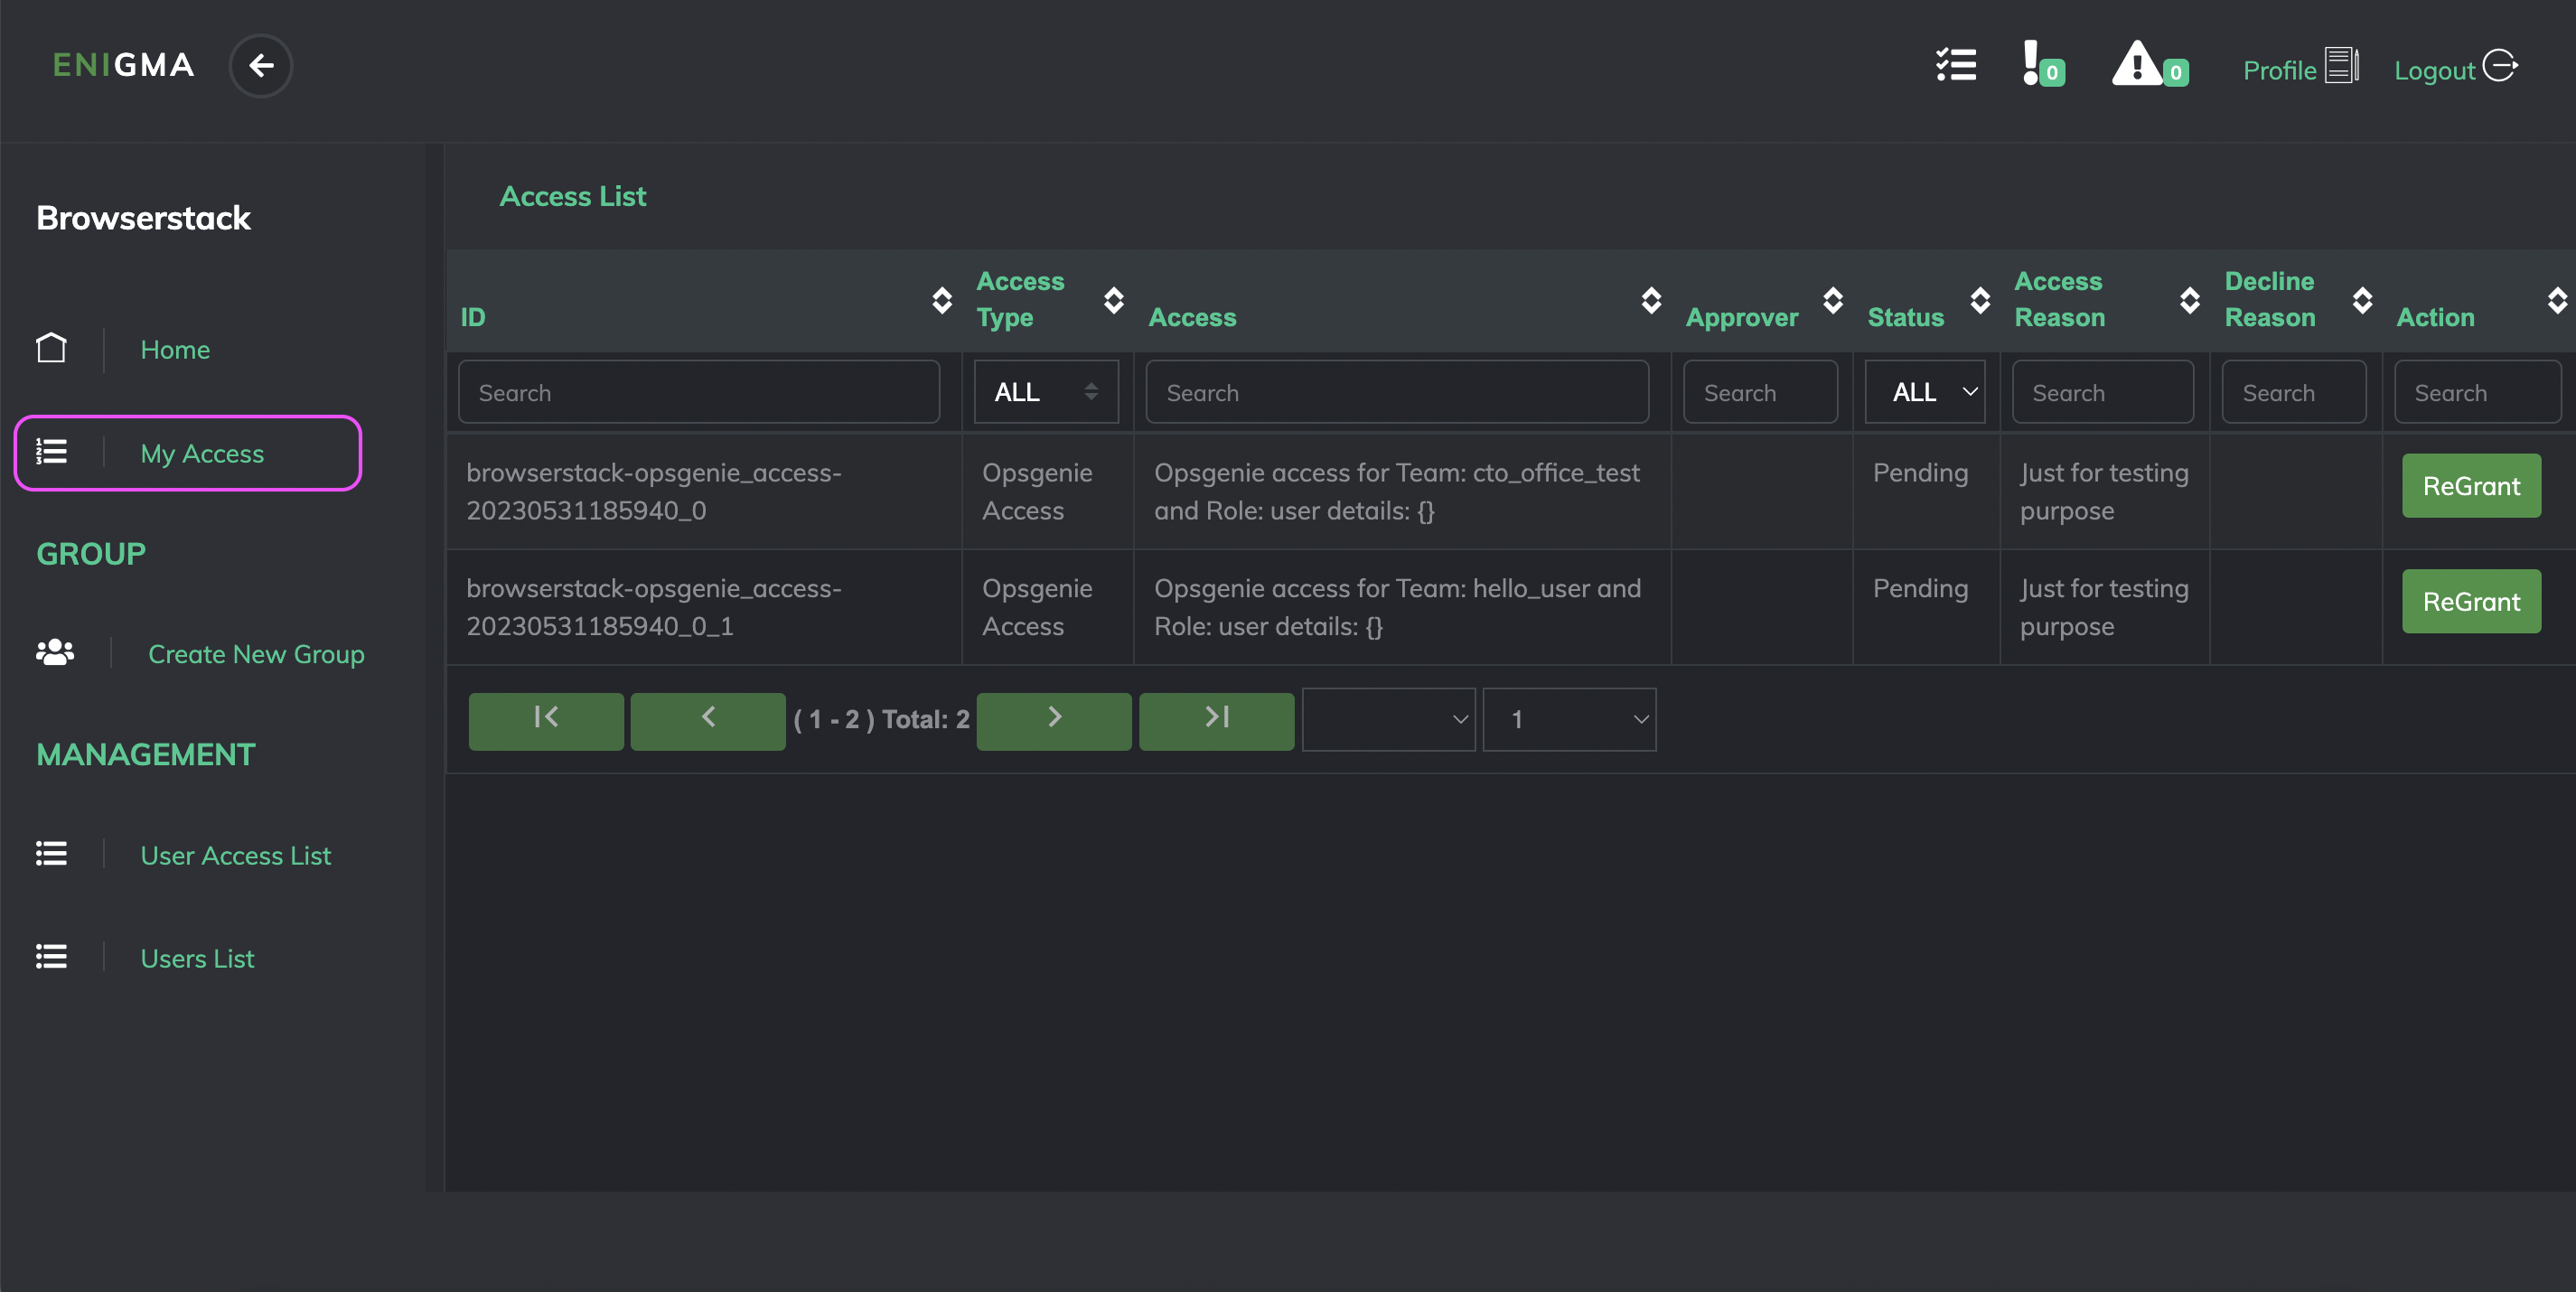 ENIGMA
0
0
Profile
Logout
Browserstack
Home
My Access
GROUP
Create New Group
MANAGEMENT
User Access List
Users List
Access List
ID
Access Type
Access
Approver
Status
Access Reason
Decline Reason
Action
Search
ALL
Search
Search
ALL
Search
Search
Search
browserstack-opsgenie_access-
20230531185940_0
Opsgenie
Access
Opsgenie access for Team: cto_office_test
and Role: user details: {}
Pending
Just for testing
purpose
ReGrant
browserstack-opsgenie_access-
20230531185940_0_1
Opsgenie
Access
Opsgenie access for Team: hello_user and
Role: user details: {}
Pending
Just for testing
purpose
ReGrant
( 1 - 2 ) Total: 2
1